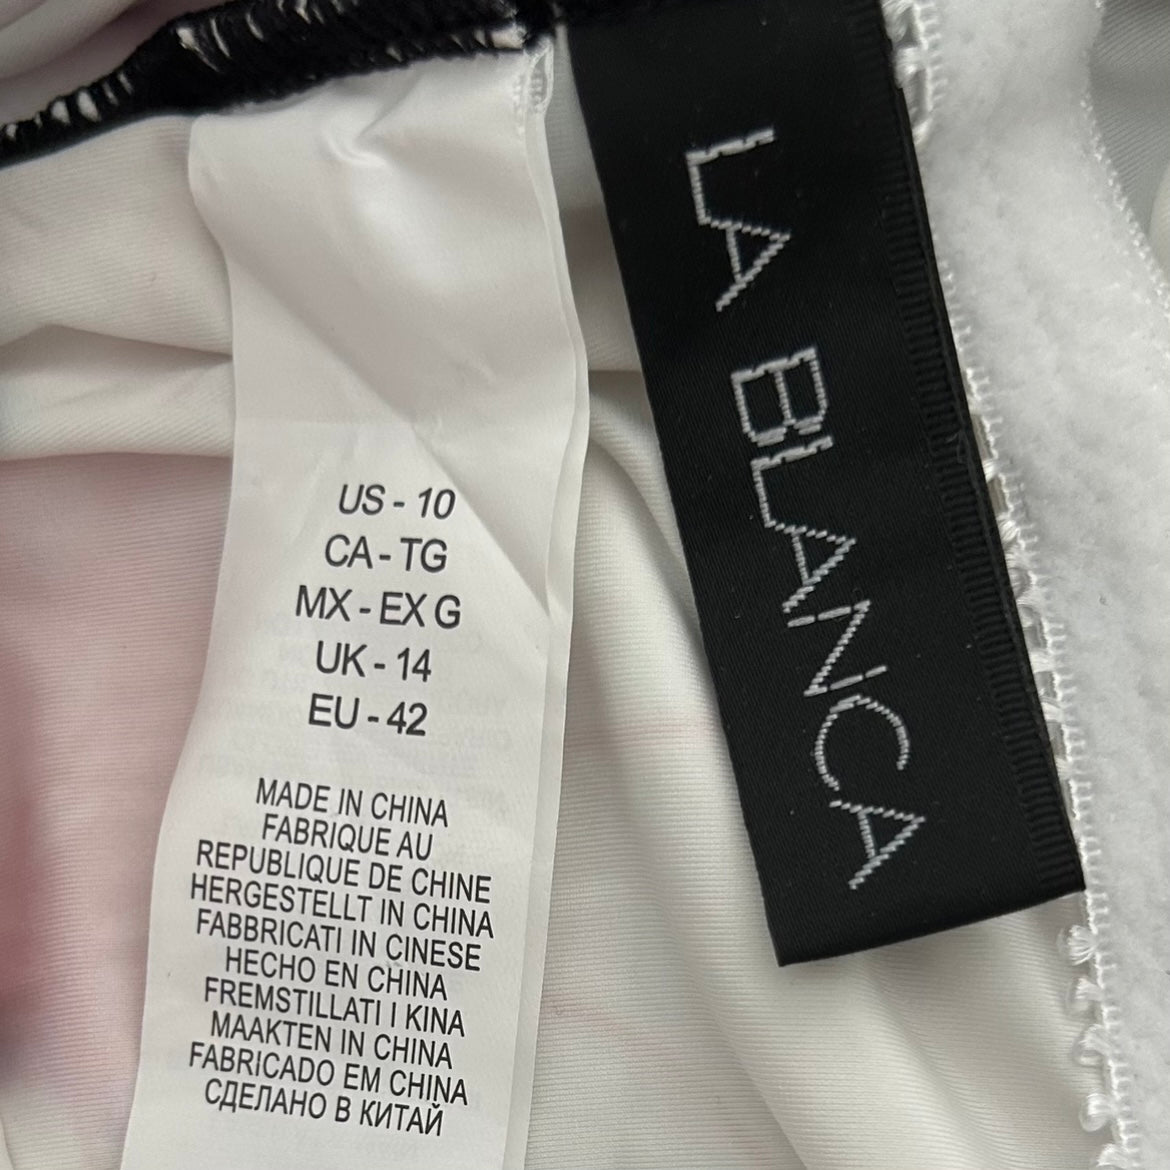 US - 10
CA - TG
MX - EX G
UK - 14
EU - 42
MADE IN CHINA
FABRIQUE AU
REPUBLIQUE DE CHINE
HERGESTELLT IN CHINA
FABBRICATI IN CINESE
HECHO EN CHINA
FREMSTILLATI I KINA
MAAKTEN IN CHINA
FABRICADO EM CHINA
СДЕЛАНО В КИТАЙ
LA BLANCA